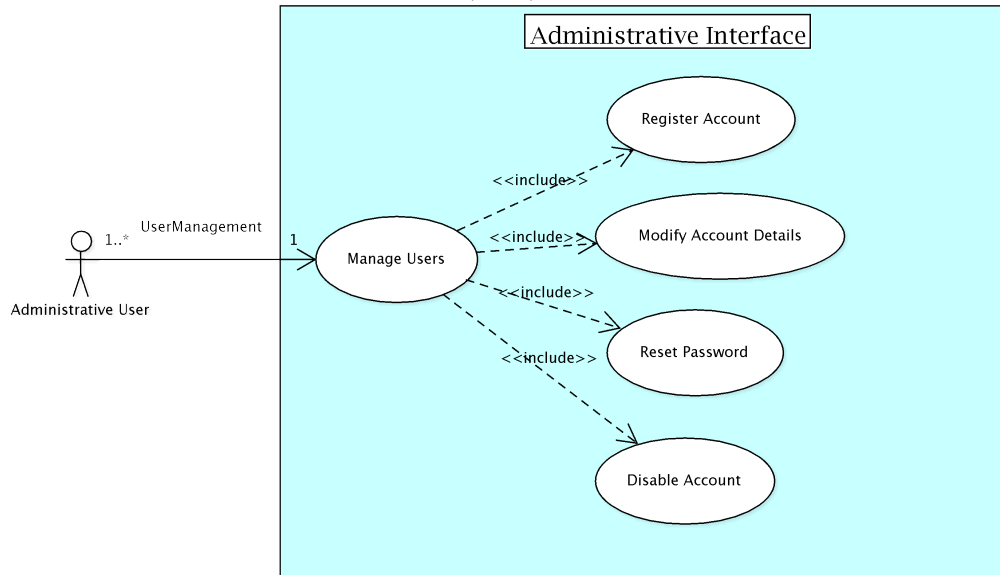 Administrative Interface
Register Account
<<include>>
UserManagement
1..*
1
<<include>>
Modify Account Details
Manage Users
<<include>>
Administrative User
Reset Password
<<include>>
Disable Account